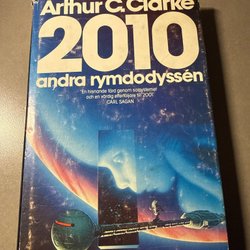 Arthur C. Clarke
2010
andra rymdodyssén
"En hisnande färd genom solsystemet
och en värdig efterföljare till 2001"
CARL SAGAN